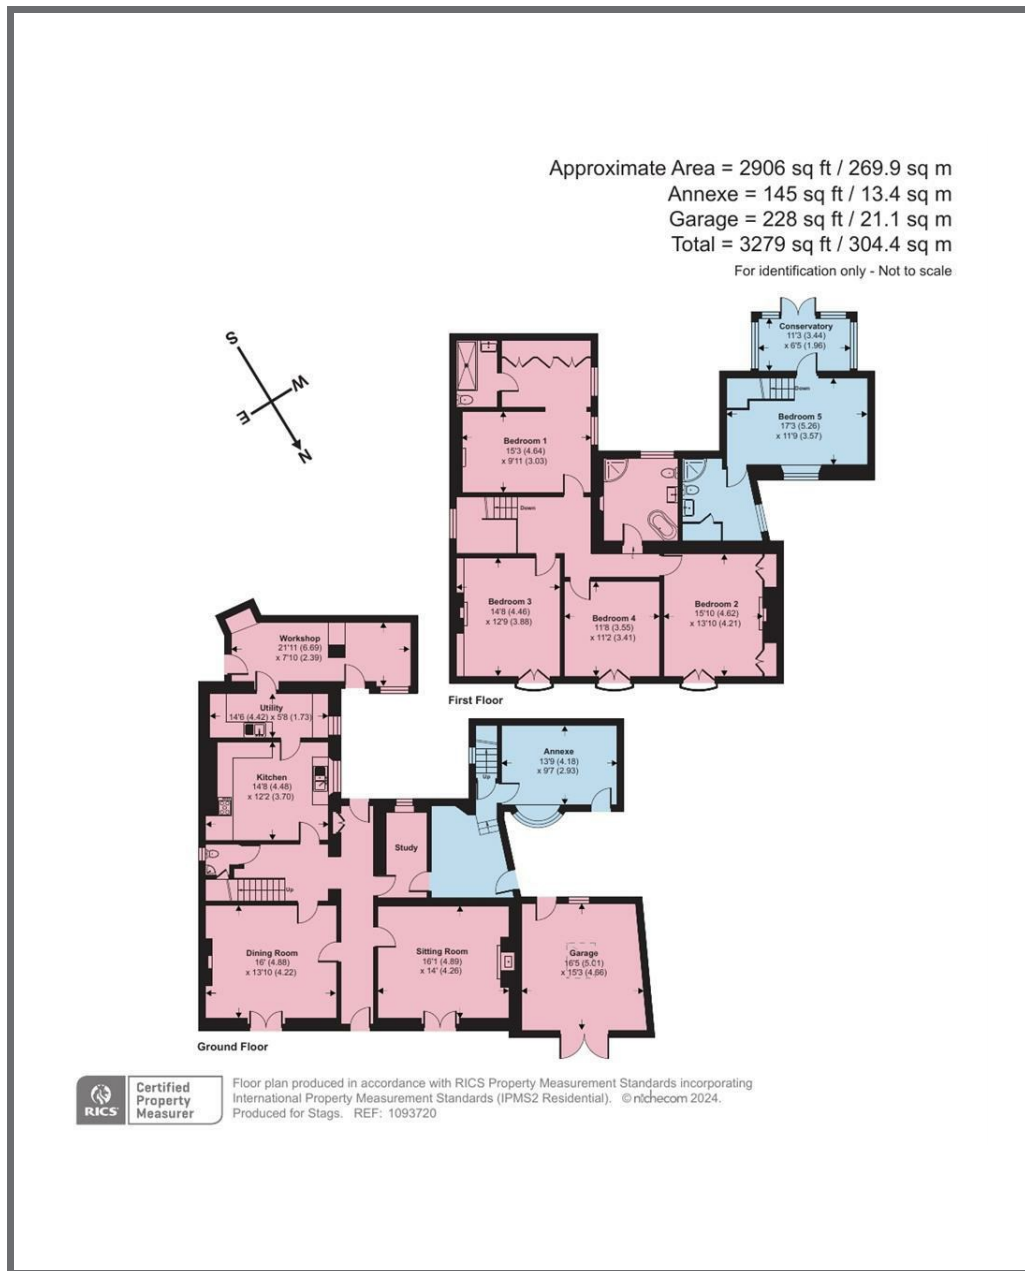 Approximate Area = 2906 sq ft / 269.9 sq m
Annexe = 145 sq ft / 13.4 sq m
Garage = 228 sq ft / 21.1 sq m
Total = 3279 sq ft / 304.4 sq m
For identification only - Not to scale
S
W
E
N
Conservatory
11'3 (3.44)
x 6'5 (1.96)
Down
Bedroom 5
17'3 (5.26)
x 11'9 (3.57)
Bedroom 1
15'3 (4.64)
x 9'11 (3.03)
Down
Bedroom 3
14'8 (4.46)
x 12'9 (3.88)
Bedroom 4
11'8 (3.55)
x 11'2 (3.41)
Bedroom 2
15'10 (4.62)
x 13'10 (4.21)
First Floor
Workshop
21'11 (6.69)
x 7'10 (2.39)
Utility
14'6 (4.42) x 5'8 (1.73)
Kitchen
14'8 (4.48)
x 12'2 (3.70)
Up
Annexe
13'9 (4.18)
x 9'7 (2.93)
Study
Up
Dining Room
16' (4.88)
x 13'10 (4.22)
Sitting Room
16'1 (4.89)
x 14' (4.26)
Garage
16'5 (5.01)
x 15'3 (4.66)
Ground Floor
RICS
Certified
Property
Measurer
Floor plan produced in accordance with RICS Property Measurement Standards incorporating
International Property Measurement Standards (IPMS2 Residential). © nichecom 2024.
Produced for Stags. REF: 1093720